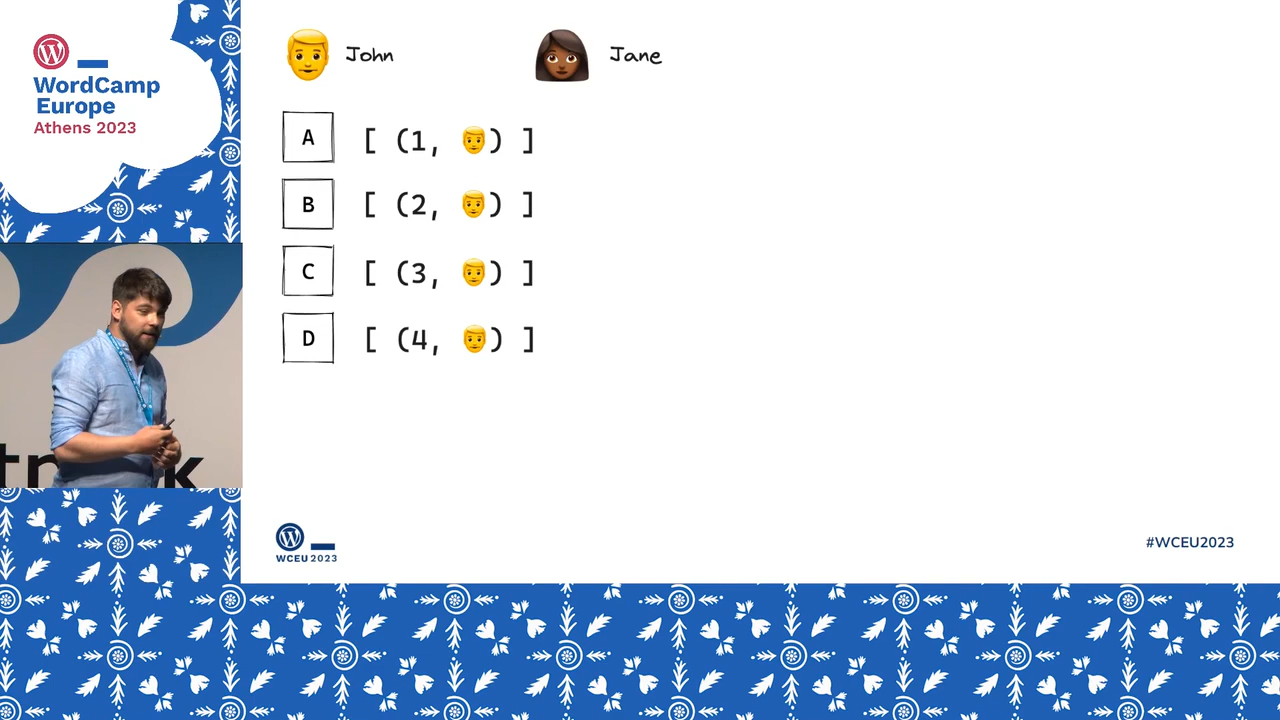 WordCamp
Europe
Athens 2023
John
Jane
A [ (1, 👨) ]
B [ (2, 👨) ]
C [ (3, 👨) ]
D [ (4, 👨) ]
WCEU 2023
#WCEU2023